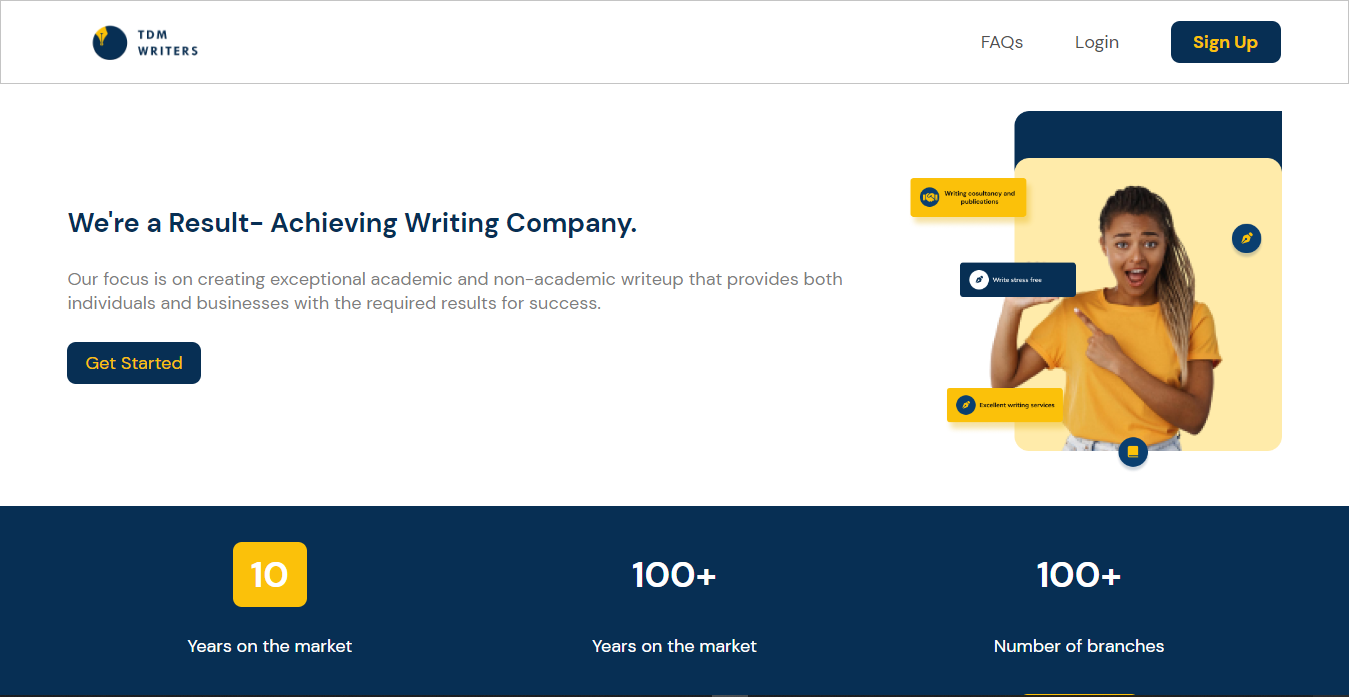 TDM
WRITERS
FAQs
Login
Sign Up
We're a Result- Achieving Writing Company.
Our focus is on creating exceptional academic and non-academic writeup that provides both
individuals and businesses with the required results for success.
Get Started
Writing cosultancy and
publications
Write stress free
Excellent writing services
10
Years on the market
100+
Years on the market
100+
Number of branches